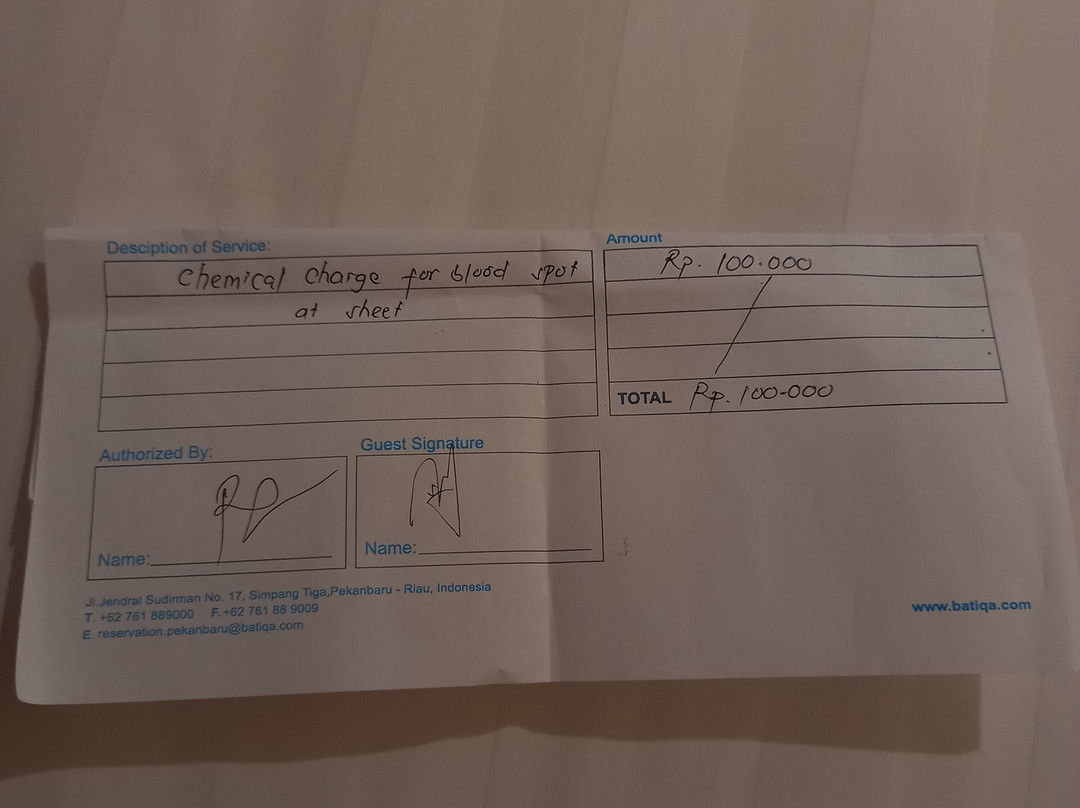 Desciption of Service:
Chemical Charge for blood spot
at sheet
Amount
Rp. 100.000
TOTAL Rp. 100.000
Authorized By:
Name:
Guest Signature
Name:
Jl.Jendral Sudirman No. 17, Simpang Tiga,Pekanbaru - Riau, Indonesia
T. +62 761 889000 F.+62 761 88 9009
E. reservation.pekanbaru@batiqa.com
www.batiqa.com